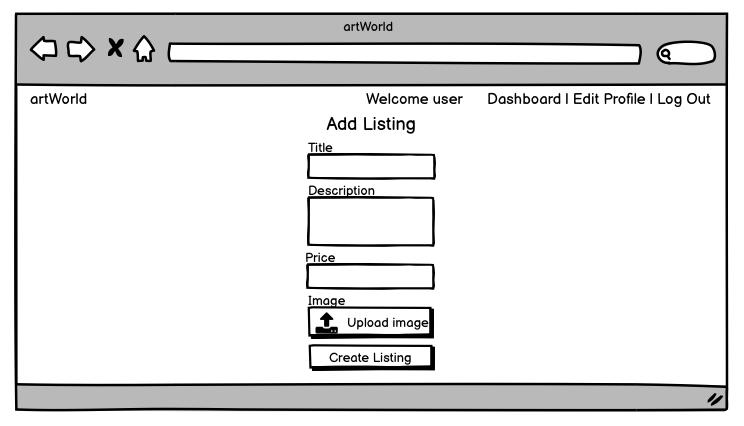 artWorld
artWorld Welcome user Dashboard | Edit Profile | Log Out
Add Listing
Title
Description
Price
Image
Upload image
Create Listing